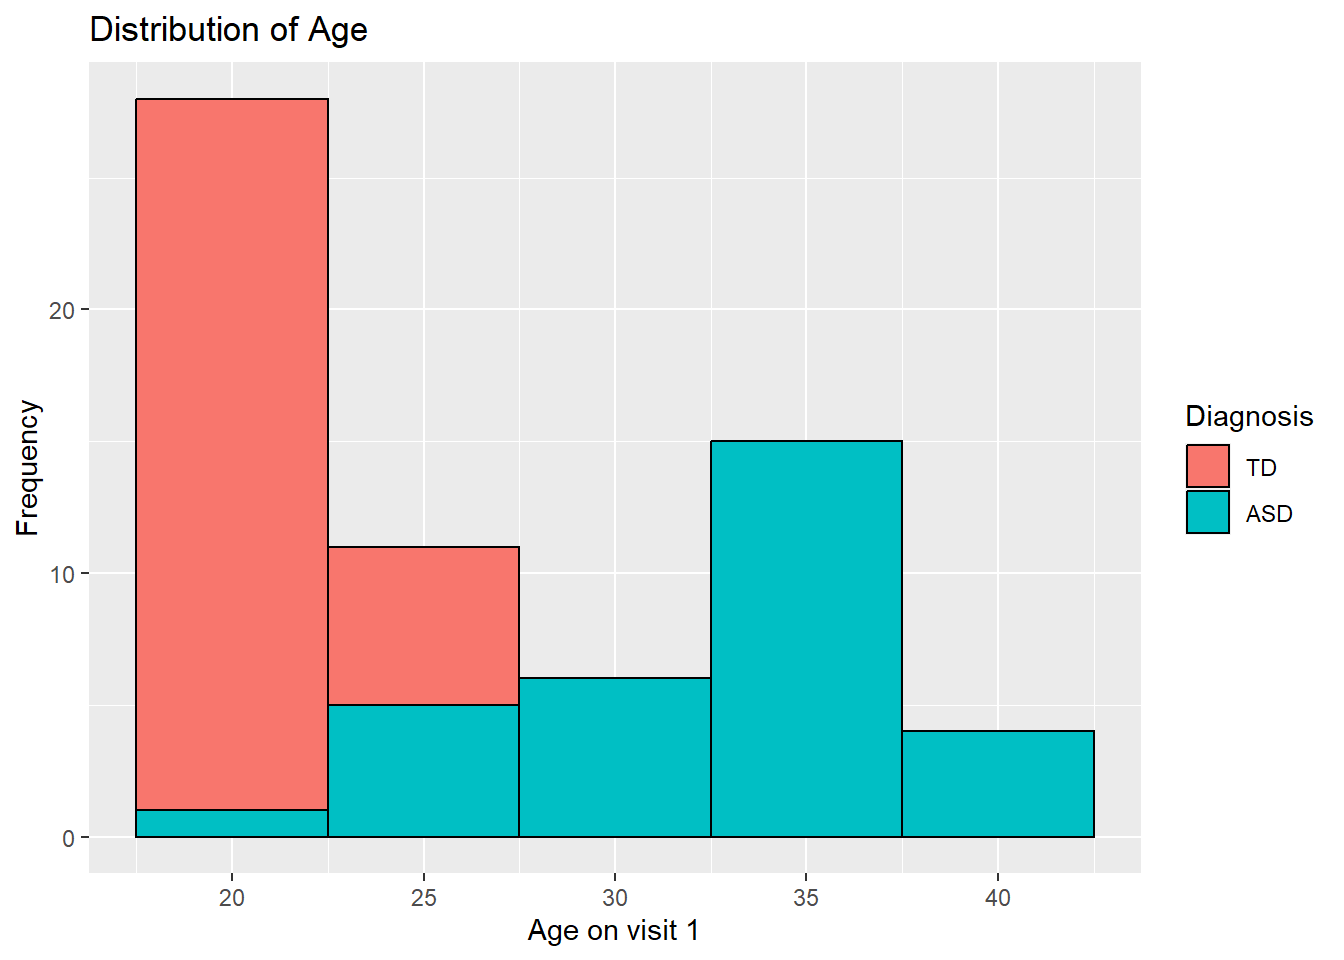 Distribution of Age
20
10
0
Frequency
20 25 30 35 40
Age on visit 1
Diagnosis
TD
ASD